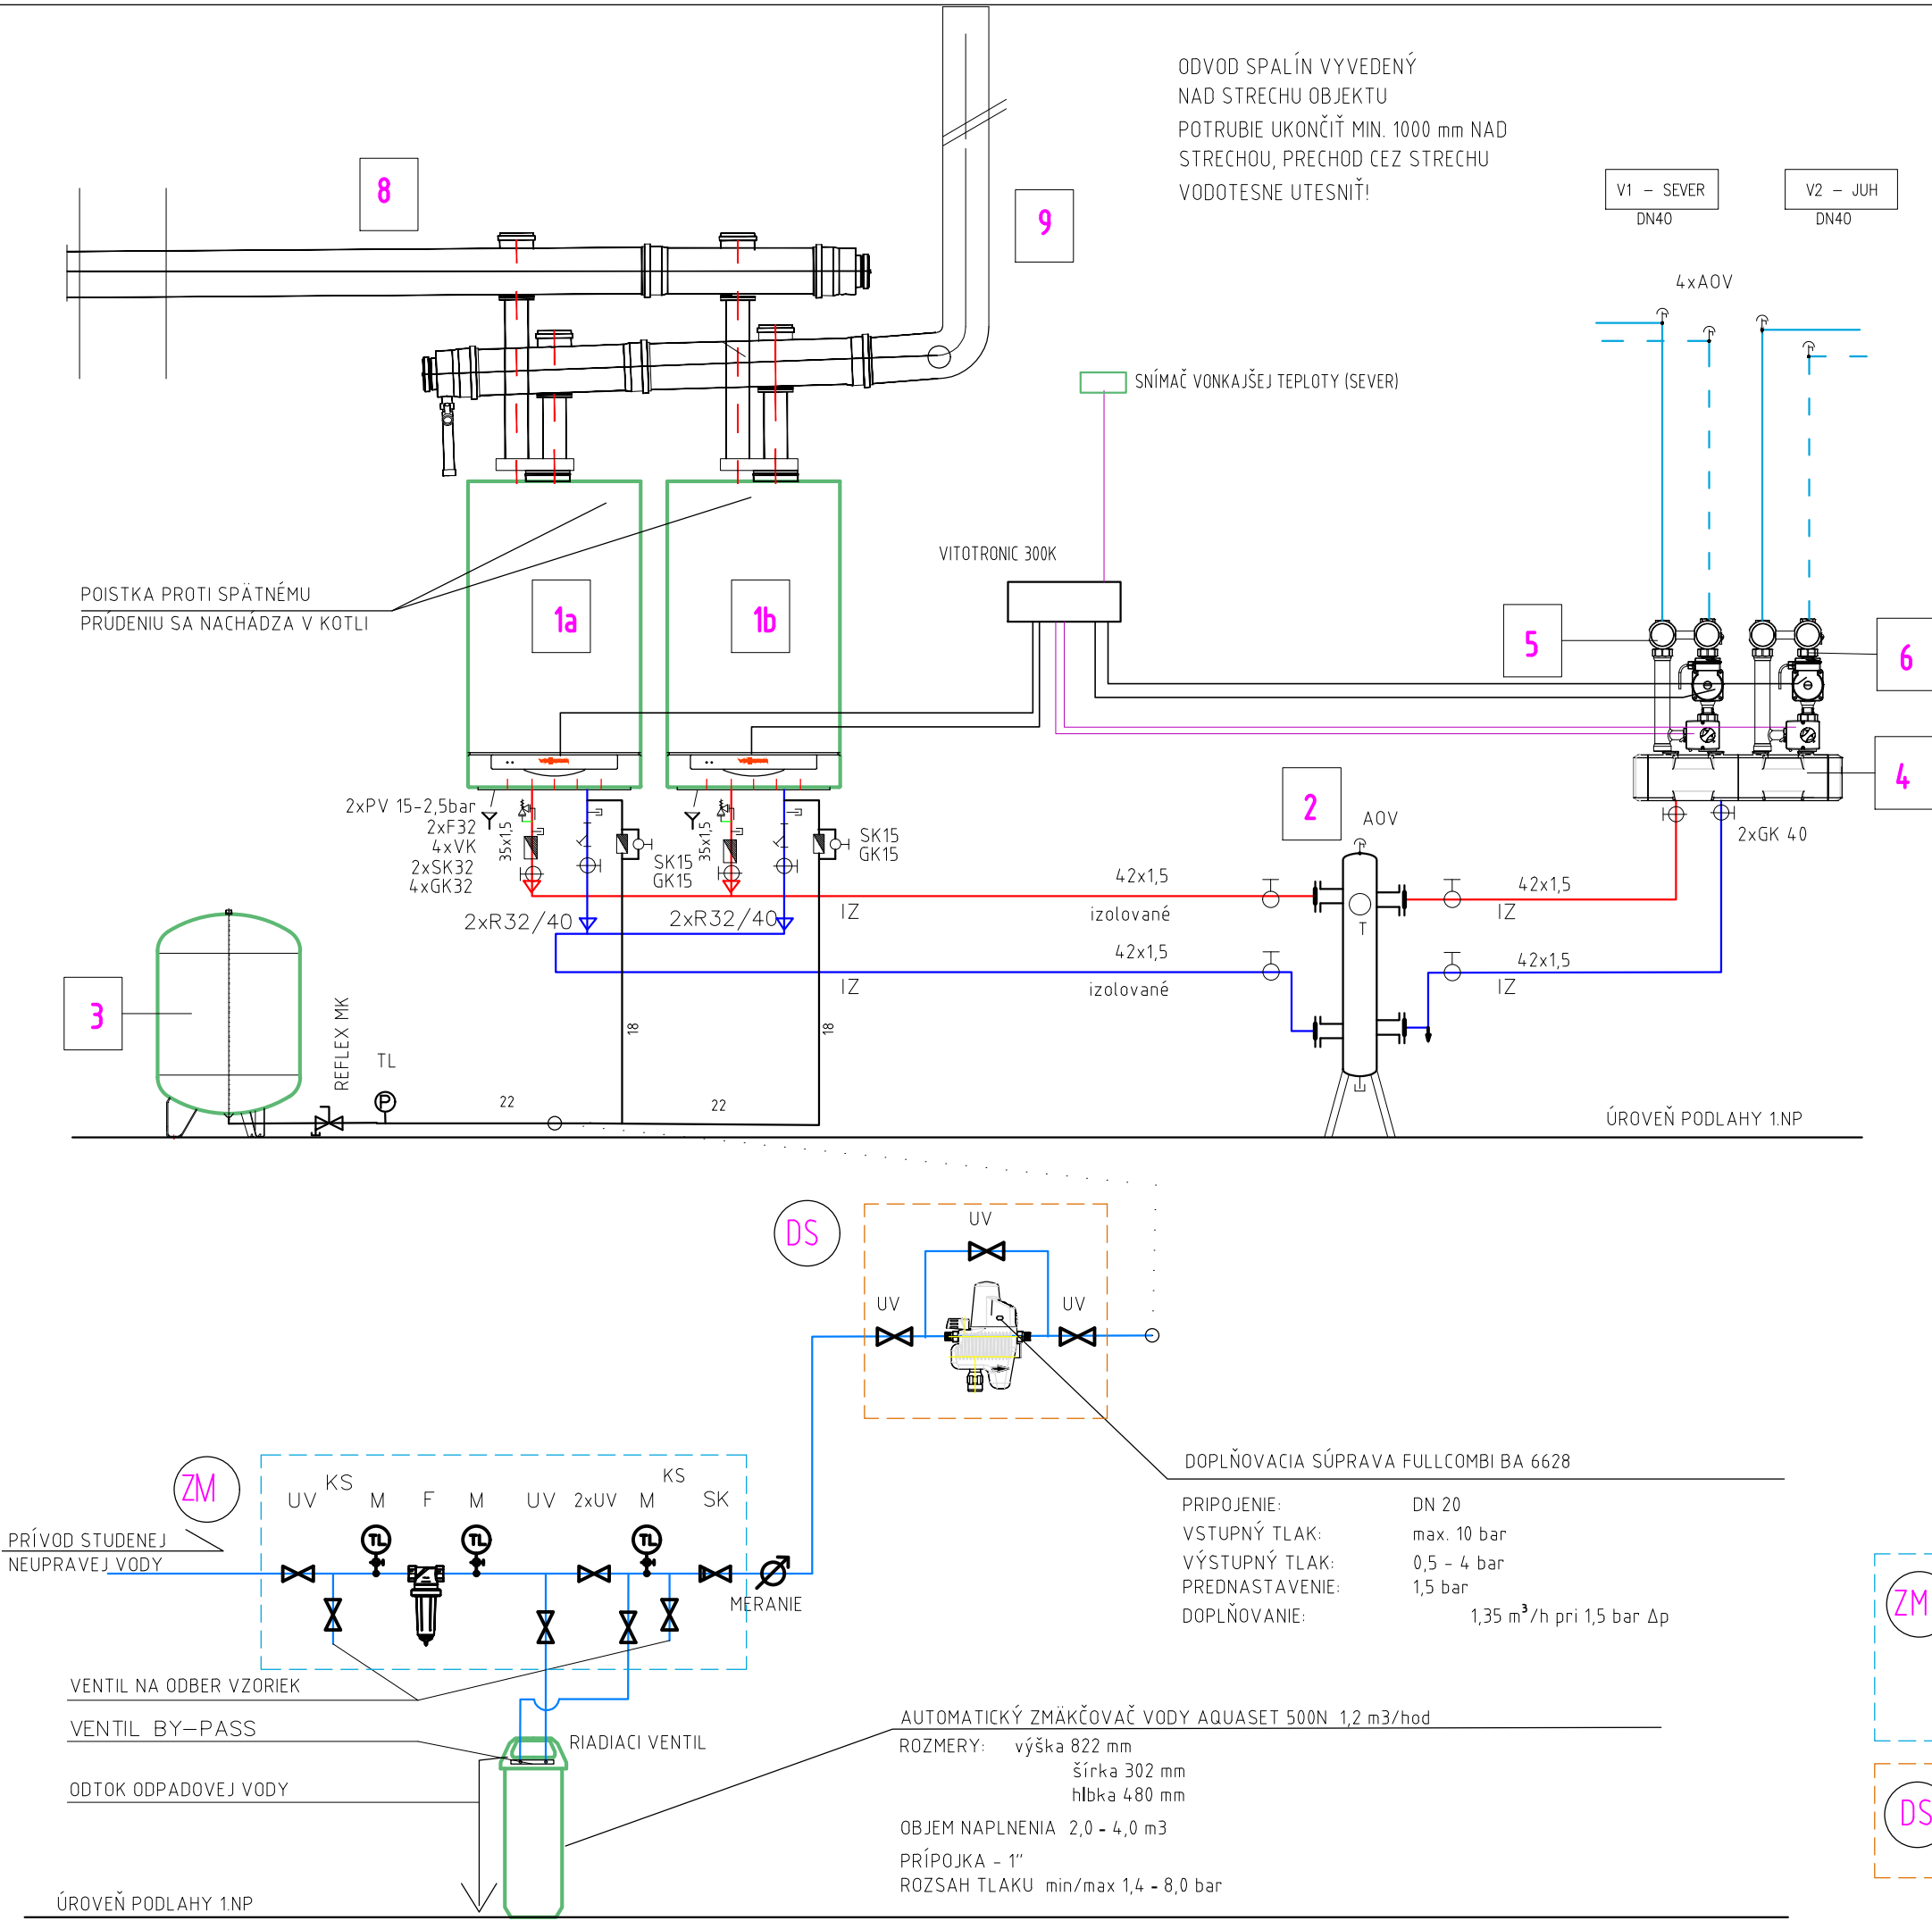 ODVOD SPALÍN VYVEDENÝ
NAD STRECHU OBJEKTU
POTRUBIE UKONČIŤ MIN. 1000 mm NAD
STRECHOU, PRECHOD CEZ STRECHU
VODOTESNE UTESNIŤ!
8
9
V1 – SEVER
DN40
V2 – JUH
DN40
4xAOV
SNÍMAČ VONKAJŠEJ TEPLOTY (SEVER)
VITOTRONIC 300K
POISTKA PROTI SPÄTNÉMU
PRÚDENIU SA NACHÁDZA V KOTLI
1a
1b
5
6
4
2
AOV
2xGK 40
2xPV 15-2,5bar
2xF32
4xVK
2xSK32
4xGK32
35x1,5
SK15
GK15
35x1,5
SK15
GK15
2xR32/40
2xR32/40
IZ
42x1,5
izolované
42x1,5
IZ
T
IZ
42x1,5
izolované
42x1,5
IZ
3
REFLEX MK
TL
P
22
18
22
18
ÚROVEŇ PODLAHY 1.NP
DS
UV
UV
UV
DOPLŇOVACIA SÚPRAVA FULLCOMBI BA 6628
PRIPOJENIE: DN 20
VSTUPNÝ TLAK: max. 10 bar
VÝSTUPNÝ TLAK: 0,5 - 4 bar
PREDNASTAVENIE: 1,5 bar
DOPLŇOVANIE: 1,35 m³/h pri 1,5 bar Δp
ZM
UV
KS
M
F
M
UV
2xUV
M
KS
SK
TL
TL
TL
PRÍVOD STUDENEJ
NEUPRAVEJ VODY
MERANIE
VENTIL NA ODBER VZORIEK
VENTIL BY–PASS
RIADIACI VENTIL
ODTOK ODPADOVEJ VODY
AUTOMATICKÝ ZMÄKČOVAČ VODY AQUASET 500N 1,2 m3/hod
ROZMERY: výška 822 mm
šírka 302 mm
hĺbka 480 mm
OBJEM NAPLNENIA 2,0 - 4,0 m3
PRÍPOJKA - 1"
ROZSAH TLAKU min/max 1,4 - 8,0 bar
ÚROVEŇ PODLAHY 1.NP
ZM
DS